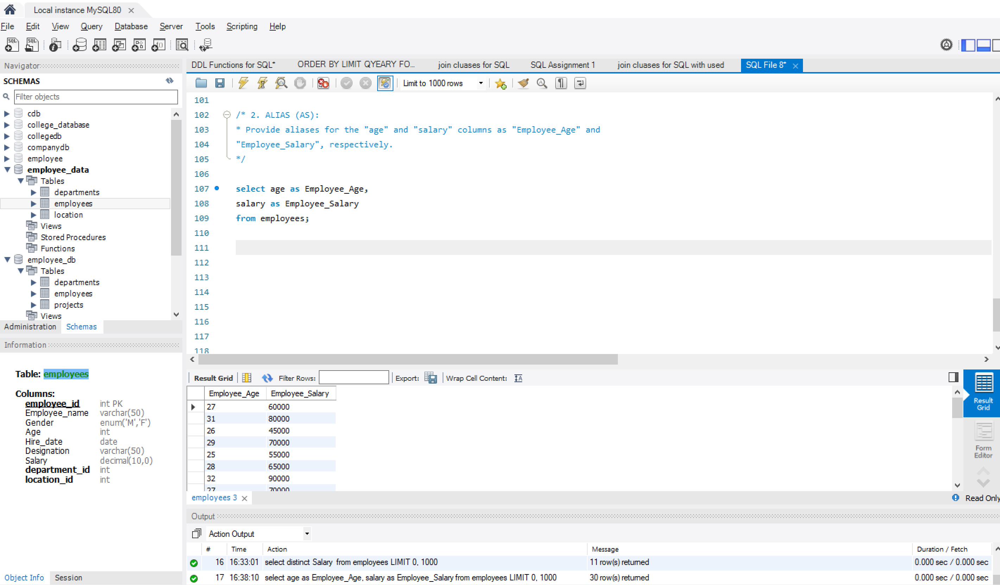 Local instance MySQL80
File Edit View Query Database Server Tools Scripting Help
Navigator
SCHEMAS
Filter objects
cdb
college_database
collegedb
companydb
employee
employee_data
Tables
departments
employees
location
Views
Stored Procedures
Functions
employee_db
Tables
departments
employees
projects
Views
Administration Schemas
Information
Table: employees
Columns:
employee_id int PK
Employee_name varchar(50)
Gender enum('M','F')
Age int
Hire_date date
Designation varchar(50)
Salary decimal(10,0)
department_id int
location_id int
Object Info Session
DDL Functions for SQL* ORDER BY LIMIT QYEARY FO... join cluases for SQL SQL Assignment 1 join cluases for SQL with used SQL File 8*
Limit to 1000 rows
101
102 /* 2. ALIAS (AS):
103 * Provide aliases for the "age" and "salary" columns as "Employee_Age" and
104 "Employee_Salary", respectively.
105 */
106
107 select age as Employee_Age,
108 salary as Employee_Salary
109 from employees;
110
111
112
113
114
115
116
117
118
Result Grid Filter Rows: Export: Wrap Cell Content:
Employee_Age Employee_Salary
27 60000
31 80000
26 45000
29 70000
25 55000
28 65000
32 90000
27 70000
Result
Grid
Form
Editor
employees 3
Read Only
Output
Action Output
# Time Action Message Duration / Fetch
16 16:33:01 select distinct Salary from employees LIMIT 0, 1000 11 row(s) returned 0.000 sec / 0.000 sec
17 16:38:10 select age as Employee_Age, salary as Employee_Salary from employees LIMIT 0, 1000 30 row(s) returned 0.000 sec / 0.000 sec